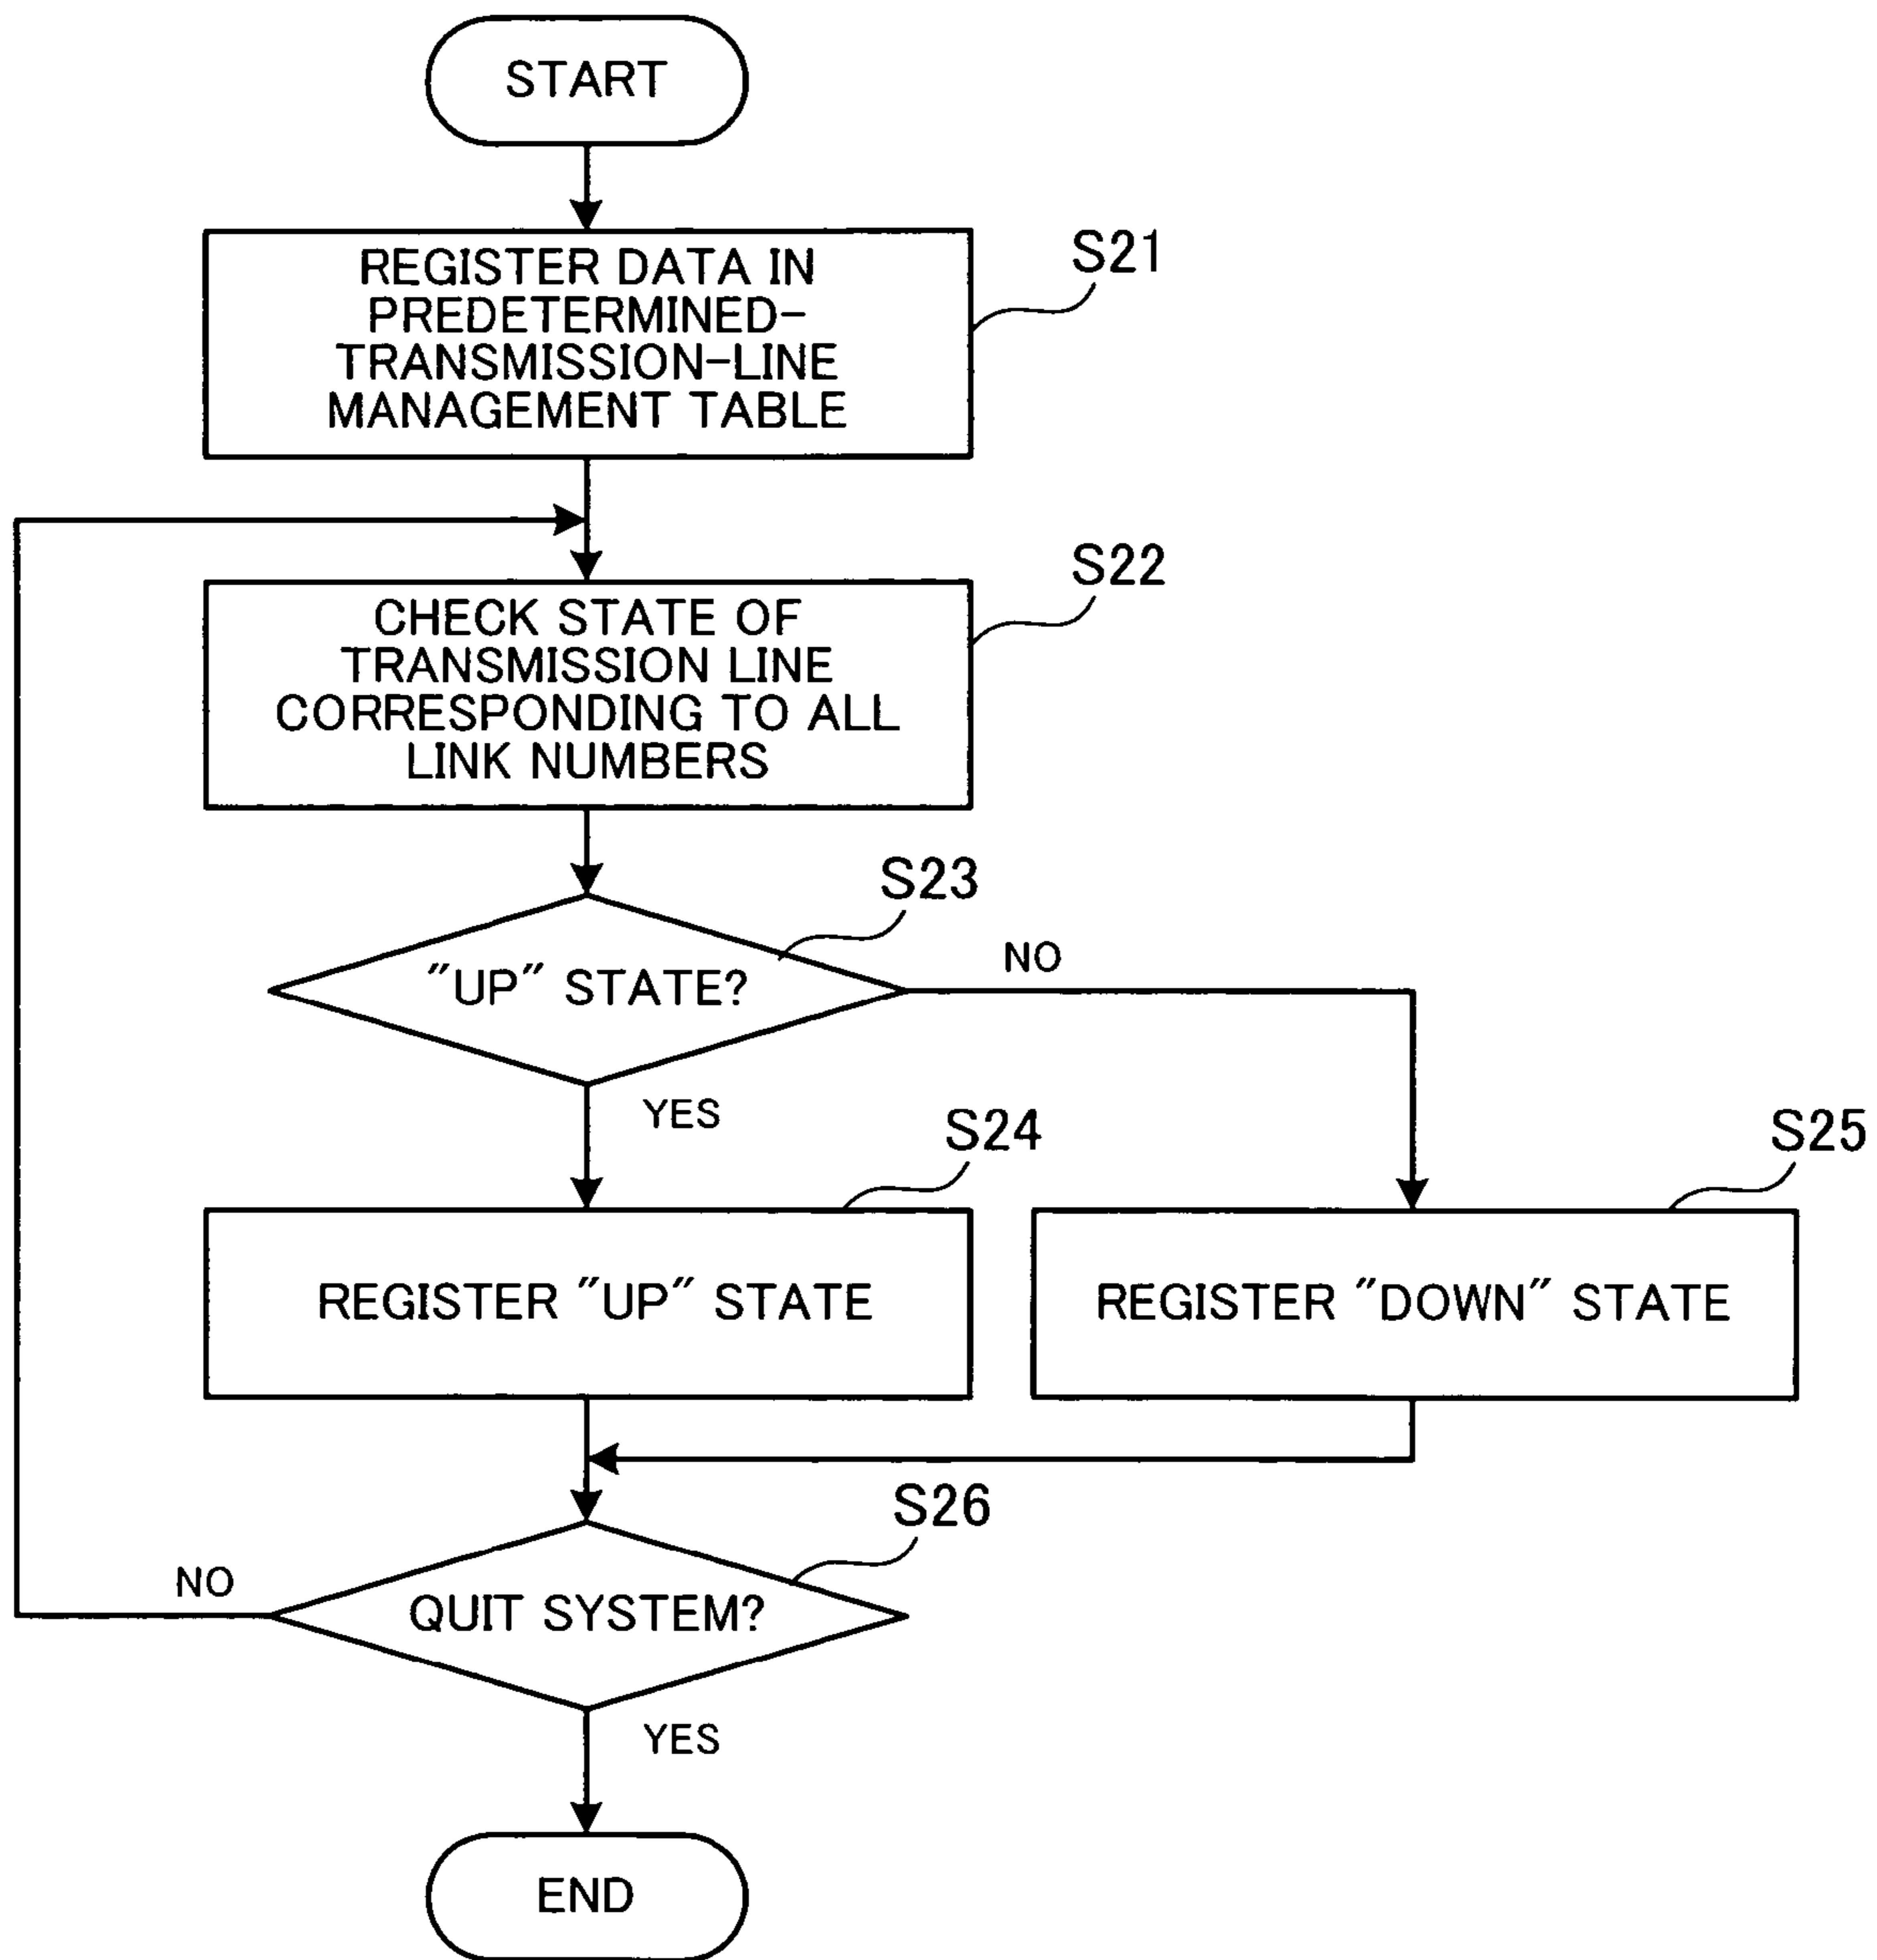 START
REGISTER DATA IN
PREDETERMINED-
TRANSMISSION-LINE
MANAGEMENT TABLE
S21
CHECK STATE OF
TRANSMISSION LINE
CORRESPONDING TO ALL
LINK NUMBERS
S22
S23
"UP" STATE?
NO
YES
S24
S25
REGISTER "UP" STATE
REGISTER "DOWN" STATE
S26
NO
QUIT SYSTEM?
YES
END